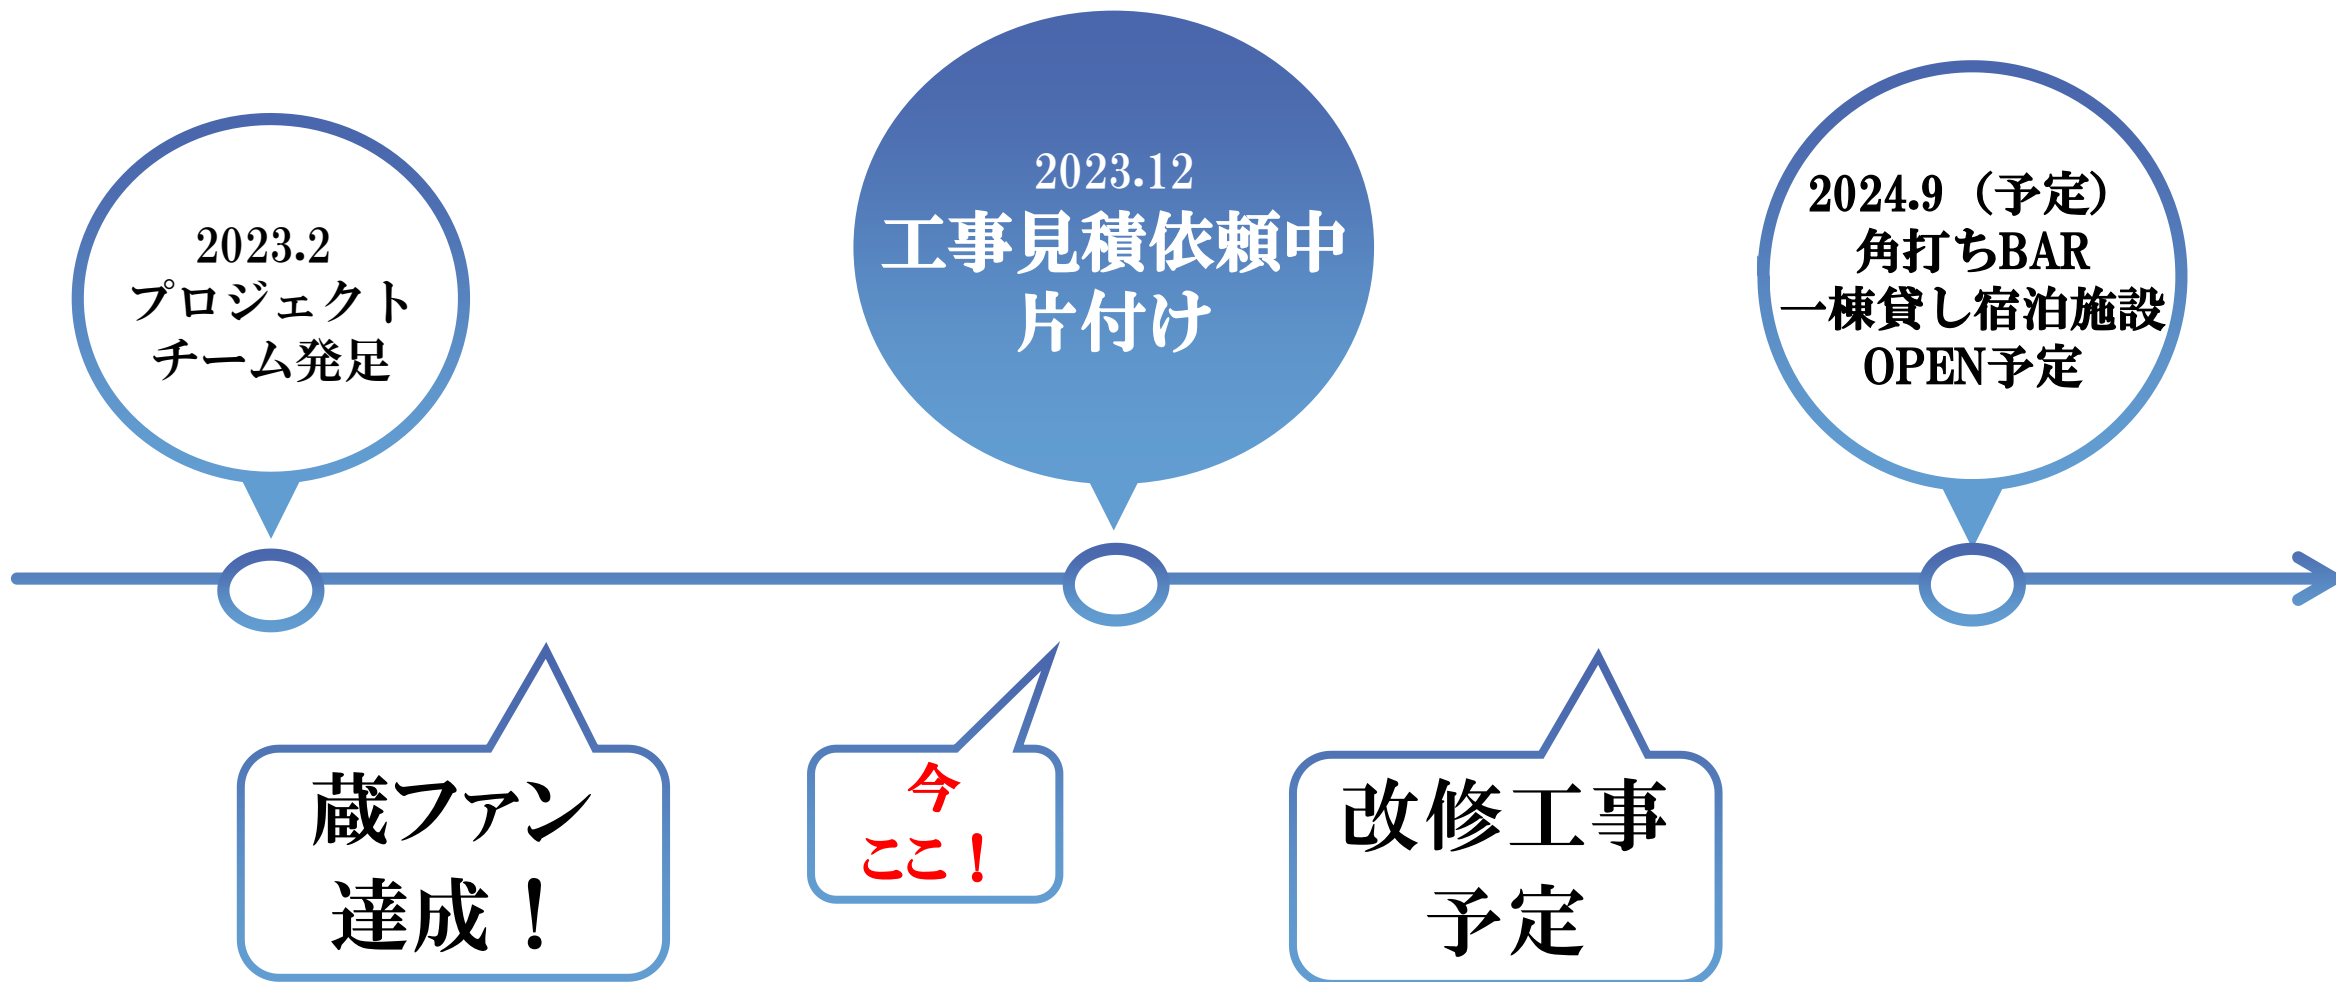 2023.2
プロジェクト
チーム発足
2023.12
工事見積依頼中
片付け
2024.9（予定）
角打ちBAR
一棟貸し宿泊施設
OPEN予定
蔵ファン
達成！
今
ここ！
改修工事
予定